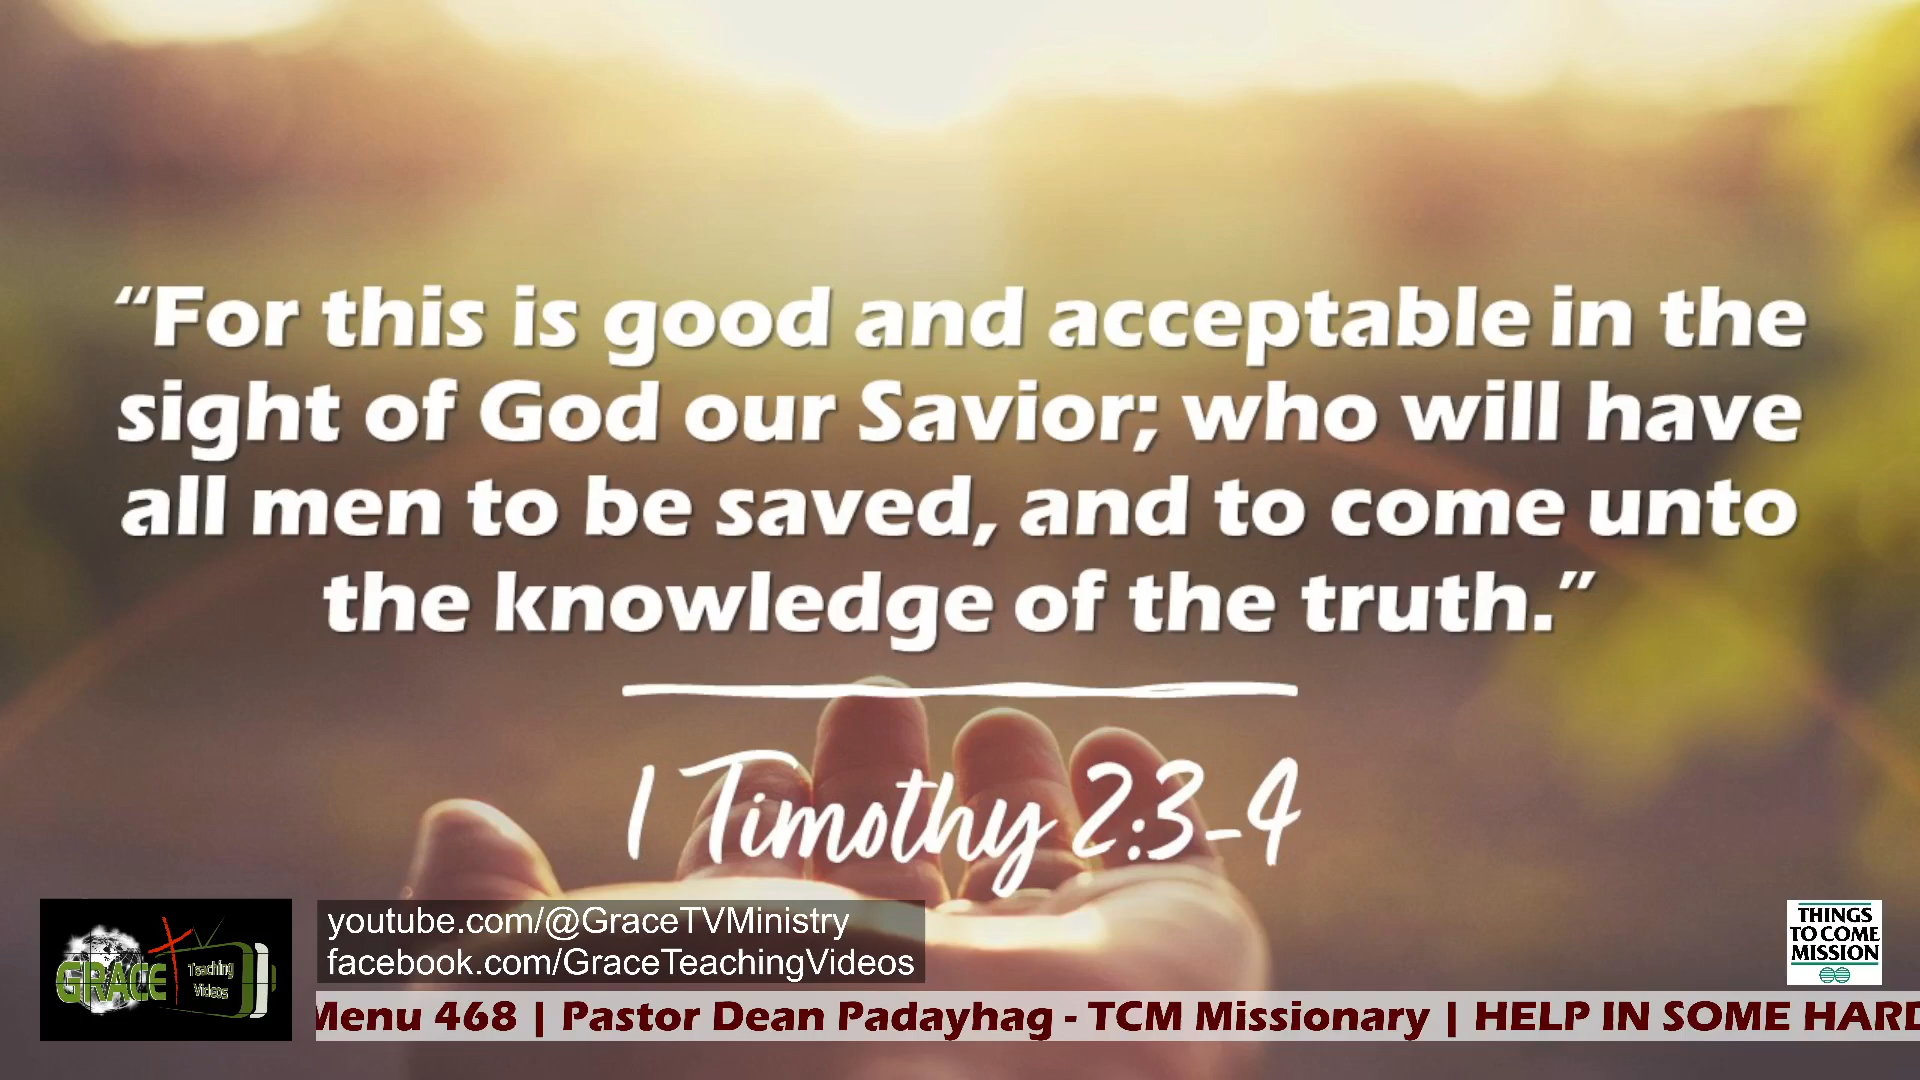 “For this is good and acceptable in the
sight of God our Savior; who will have
all men to be saved, and to come unto
the knowledge of the truth.”
1 Timothy 2:3-4
GRACE
Teaching
Videos
youtube.com/@GraceTVMinistry
facebook.com/GraceTeachingVideos
THINGS
TO COME
MISSION
Menu 468 | Pastor Dean Padayhag - TCM Missionary | HELP IN SOME HARD